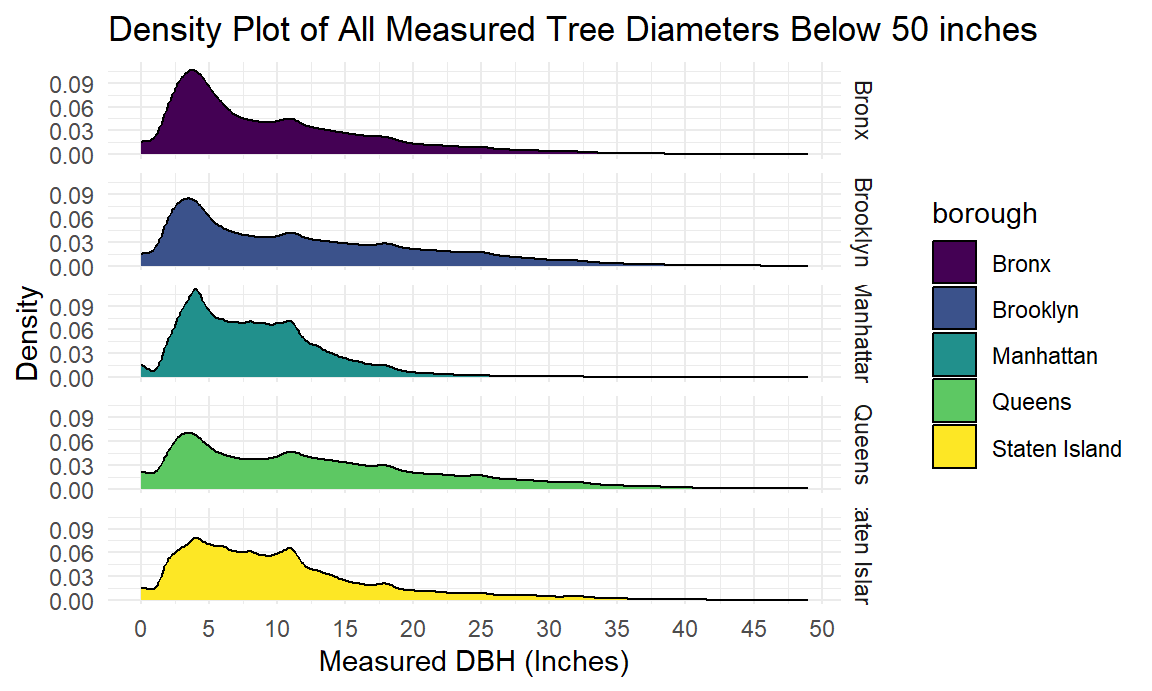 Density Plot of All Measured Tree Diameters Below 50 inches
Density
0.09
0.06
0.03
0.00
Bronx
0.09
0.06
0.03
0.00
Brooklyn
0.09
0.06
0.03
0.00
Manhattar
0.09
0.06
0.03
0.00
Queens
0.09
0.06
0.03
0.00
aten Islar
0 5 10 15 20 25 30 35 40 45 50
Measured DBH (Inches)
borough
Bronx
Brooklyn
Manhattan
Queens
Staten Island